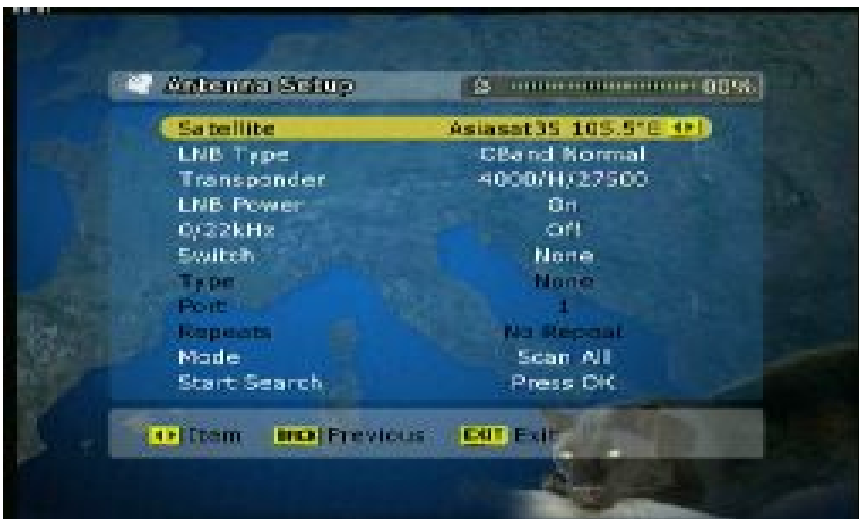 Antenna Setup S 00%
Satellite Asiasat3S 105.5°E
LNB Type CBand Normal
Transponder 4000/H/27500
LNB Power On
0/22kHz Off
Switch None
Type None
Port 1
Repeats No Repeat
Mode Scan All
Start Search Press OK
Item Previous EXIT Exit